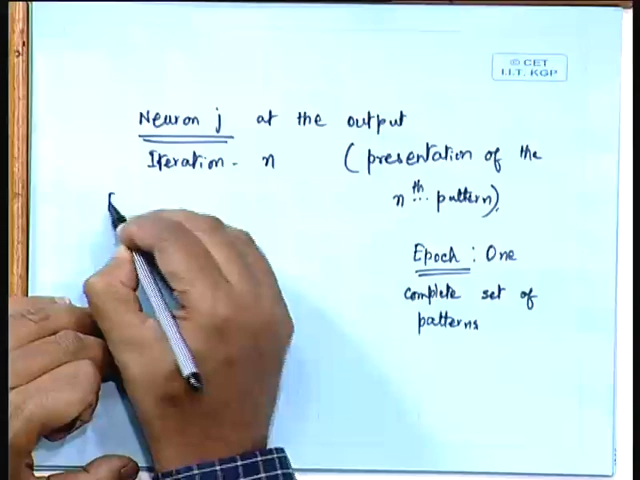 © CET
I.I.T. KGP
Neuron j at the output
Iteration - n (presentation of the
nth pattern).
Epoch : One
complete set of
patterns